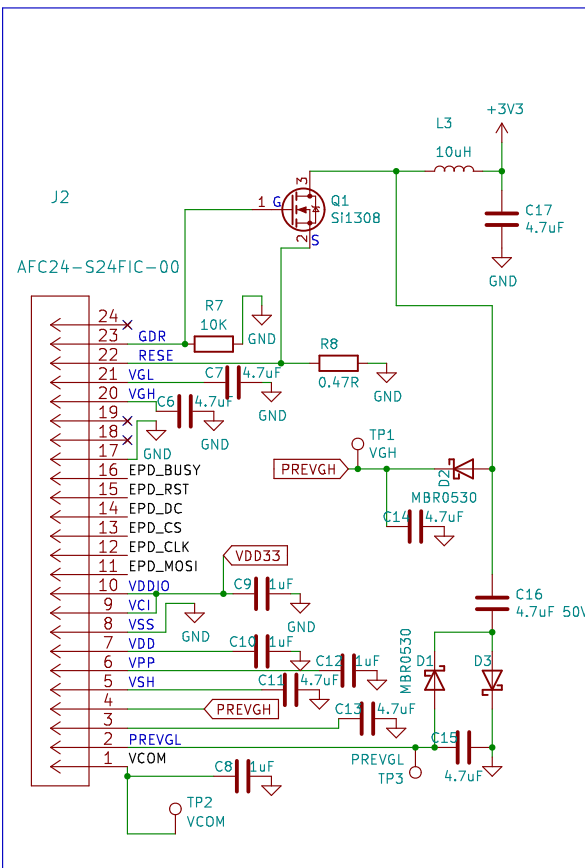 +3V3
L3
10uH
J2
3
1 G
Q1
Si1308
2
S
C17
4.7uF
GND
AFC24-S24FIC-00
R7
10K
GND
24
23 GDR
22 RESE
R8
0.47R
GND
21 VGL
C7 4.7uF
GND
20 VGH
C6 4.7uF
GND
19
18
17
GND
TP1
VGH
PREVGH
D2
MBR0530
C14 4.7uF
16 EPD_BUSY
15 EPD_RST
14 EPD_DC
13 EPD_CS
12 EPD_CLK
11 EPD_MOSI
VDD33
10 VDDIO
C9 1uF
GND
9 VCI
8 VSS
GND
C16
4.7uF 50V
7 VDD
C10 1uF
6 VPP
C12 1uF
5 VSH
C11 4.7uF
MBR0530
D1
D3
4
PREVGH
3
C13 4.7uF
2 PREVGL
PREVGL
TP3
C15
4.7uF
1 VCOM
C8 1uF
TP2
VCOM